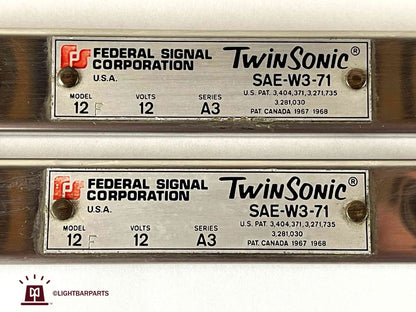 FEDERAL SIGNAL CORPORATION
U.S.A.
TWINSONIC®
SAE-W3-71
U.S. PAT. 3,404,371, 3,271,735
3,281,030
PAT. CANADA 1967 1968
MODEL VOLTS SERIES
12 F 12 A3
FEDERAL SIGNAL CORPORATION
U.S.A.
TWINSONIC®
SAE-W3-71
U.S. PAT. 3,404,371, 3,271,735
3,281,030
PAT. CANADA 1967 1968
MODEL VOLTS SERIES
12 F 12 A3
©LIGHTBARPARTS